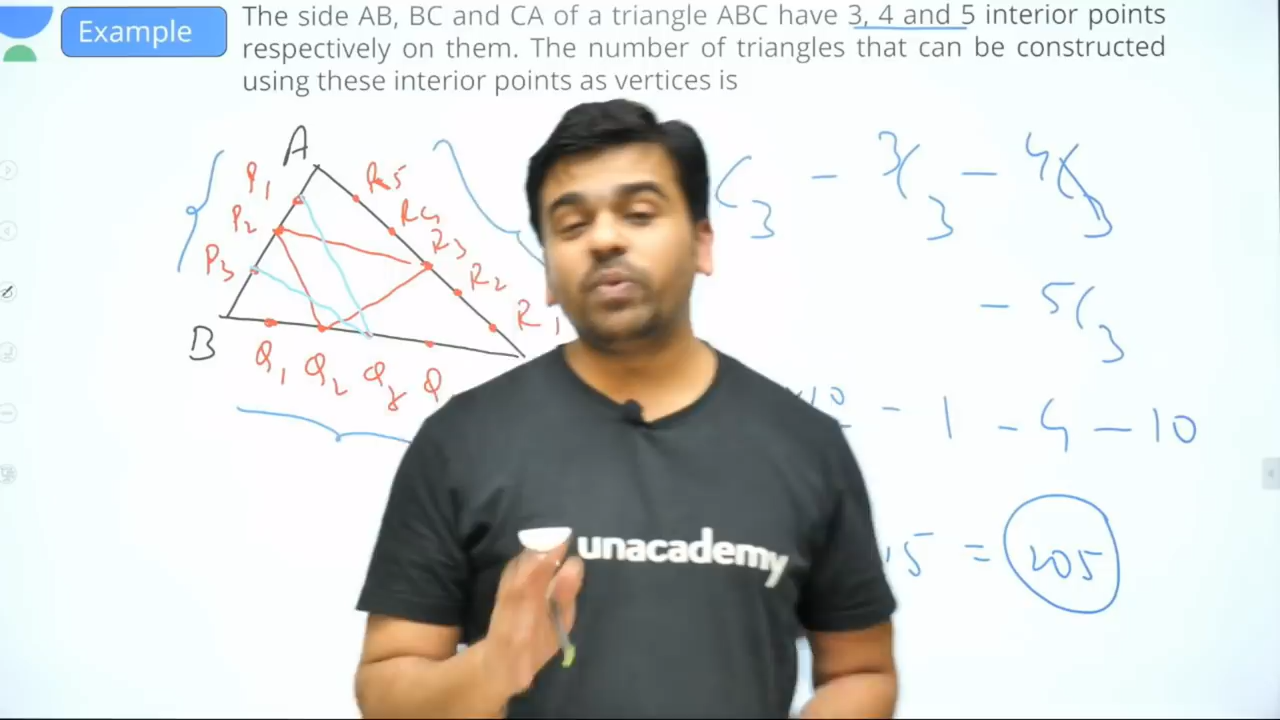 Example
The side AB, BC and CA of a triangle ABC have 3, 4 and 5 interior points
respectively on them. The number of triangles that can be constructed
using these interior points as vertices is
A
P1
P2
P3
B
R5
R4
R3
R2
R1
Q1 Q2 Q3 Q
C3 - 3C3 - 4C3
- 5C3
- 1 - 4 - 10
15 = 205
unacademy